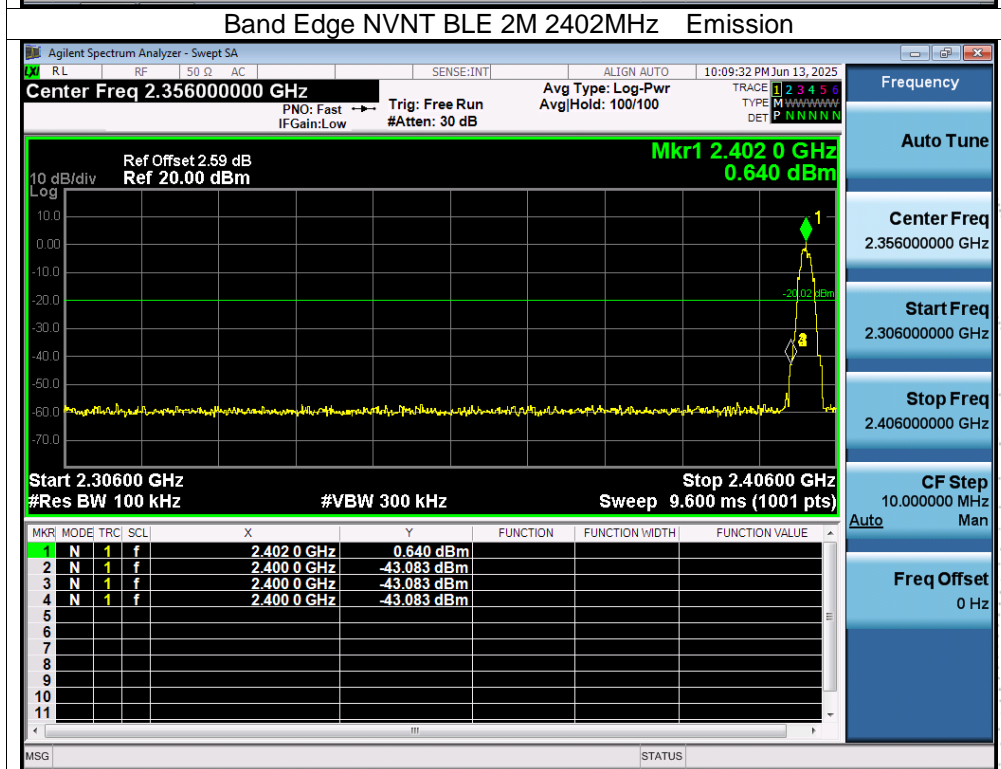 Band Edge NVNT BLE 2M 2402MHz Emission
Agilent Spectrum Analyzer - Swept SA
LXI RL RF 50 Ω AC SENSE:INT ALIGN AUTO 10:09:32 PM Jun 13, 2025
Center Freq 2.356000000 GHz
PNO: Fast
IFGain:Low
Trig: Free Run
#Atten: 30 dB
Avg Type: Log-Pwr
Avg|Hold: 100/100
TRACE 1 2 3 4 5 6
TYPE M WWWWW
DET P N N N N N
Frequency
Auto Tune
Center Freq
2.356000000 GHz
Start Freq
2.306000000 GHz
Stop Freq
2.406000000 GHz
CF Step
10.000000 MHz
Auto Man
Freq Offset
0 Hz
Mkr1 2.402 0 GHz
0.640 dBm
Ref Offset 2.59 dB
10 dB/div Ref 20.00 dBm
Log
10.0
0.00
-10.0
-20.0
-30.0
-40.0
-50.0
-60.0
-70.0
1
-20.02 dBm
Start 2.30600 GHz Stop 2.40600 GHz
#Res BW 100 kHz #VBW 300 kHz Sweep 9.600 ms (1001 pts)
MKR MODE TRC SCL X Y FUNCTION FUNCTION WIDTH FUNCTION VALUE
1 N 1 f 2.402 0 GHz 0.640 dBm
2 N 1 f 2.400 0 GHz -43.083 dBm
3 N 1 f 2.400 0 GHz -43.083 dBm
4 N 1 f 2.400 0 GHz -43.083 dBm
5
6
7
8
9
10
11
MSG STATUS